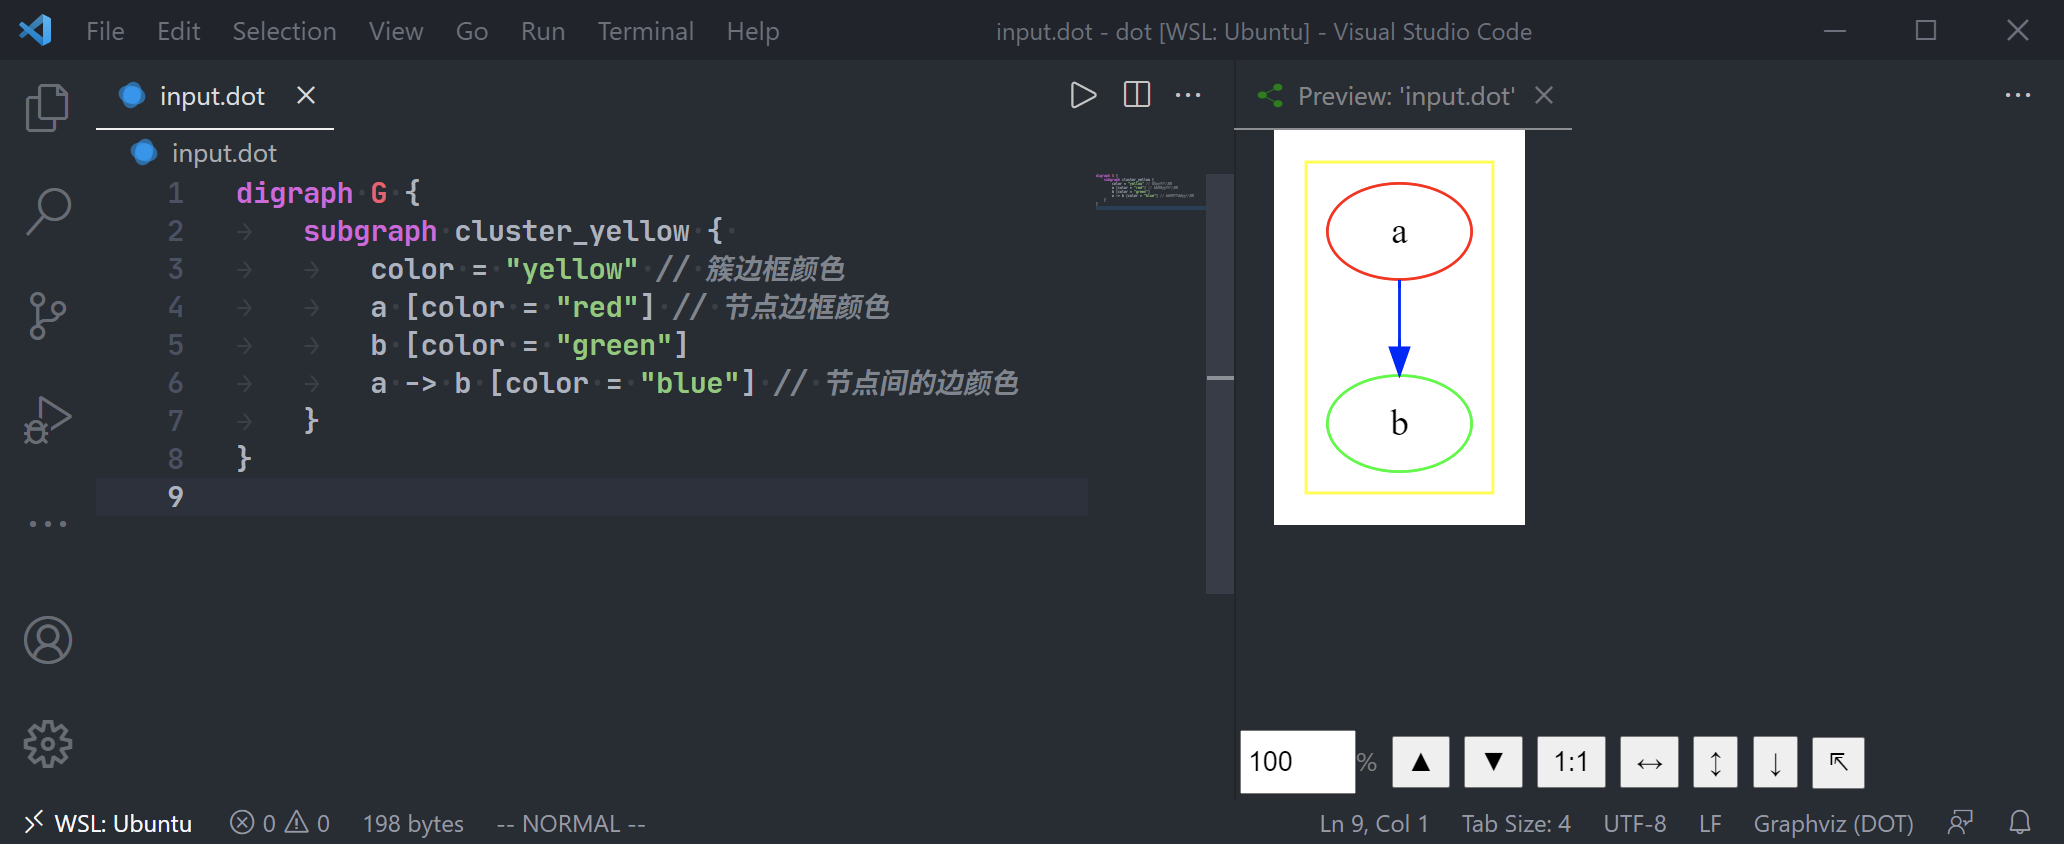 File Edit Selection View Go Run Terminal Help
input.dot - dot [WSL: Ubuntu] - Visual Studio Code
input.dot
input.dot
1 digraph G {
2 subgraph cluster_yellow {
3 color = "yellow" // 簇边框颜色
4 a [color = "red"] // 节点边框颜色
5 b [color = "green"]
6 a -> b [color = "blue"] // 节点间的边颜色
7 }
8 }
9
Preview: 'input.dot'
a
b
100 % ▲ ▼ 1:1 ↔ ↕ ↓ ↖
WSL: Ubuntu 0 0 198 bytes -- NORMAL --
Ln 9, Col 1 Tab Size: 4 UTF-8 LF Graphviz (DOT)